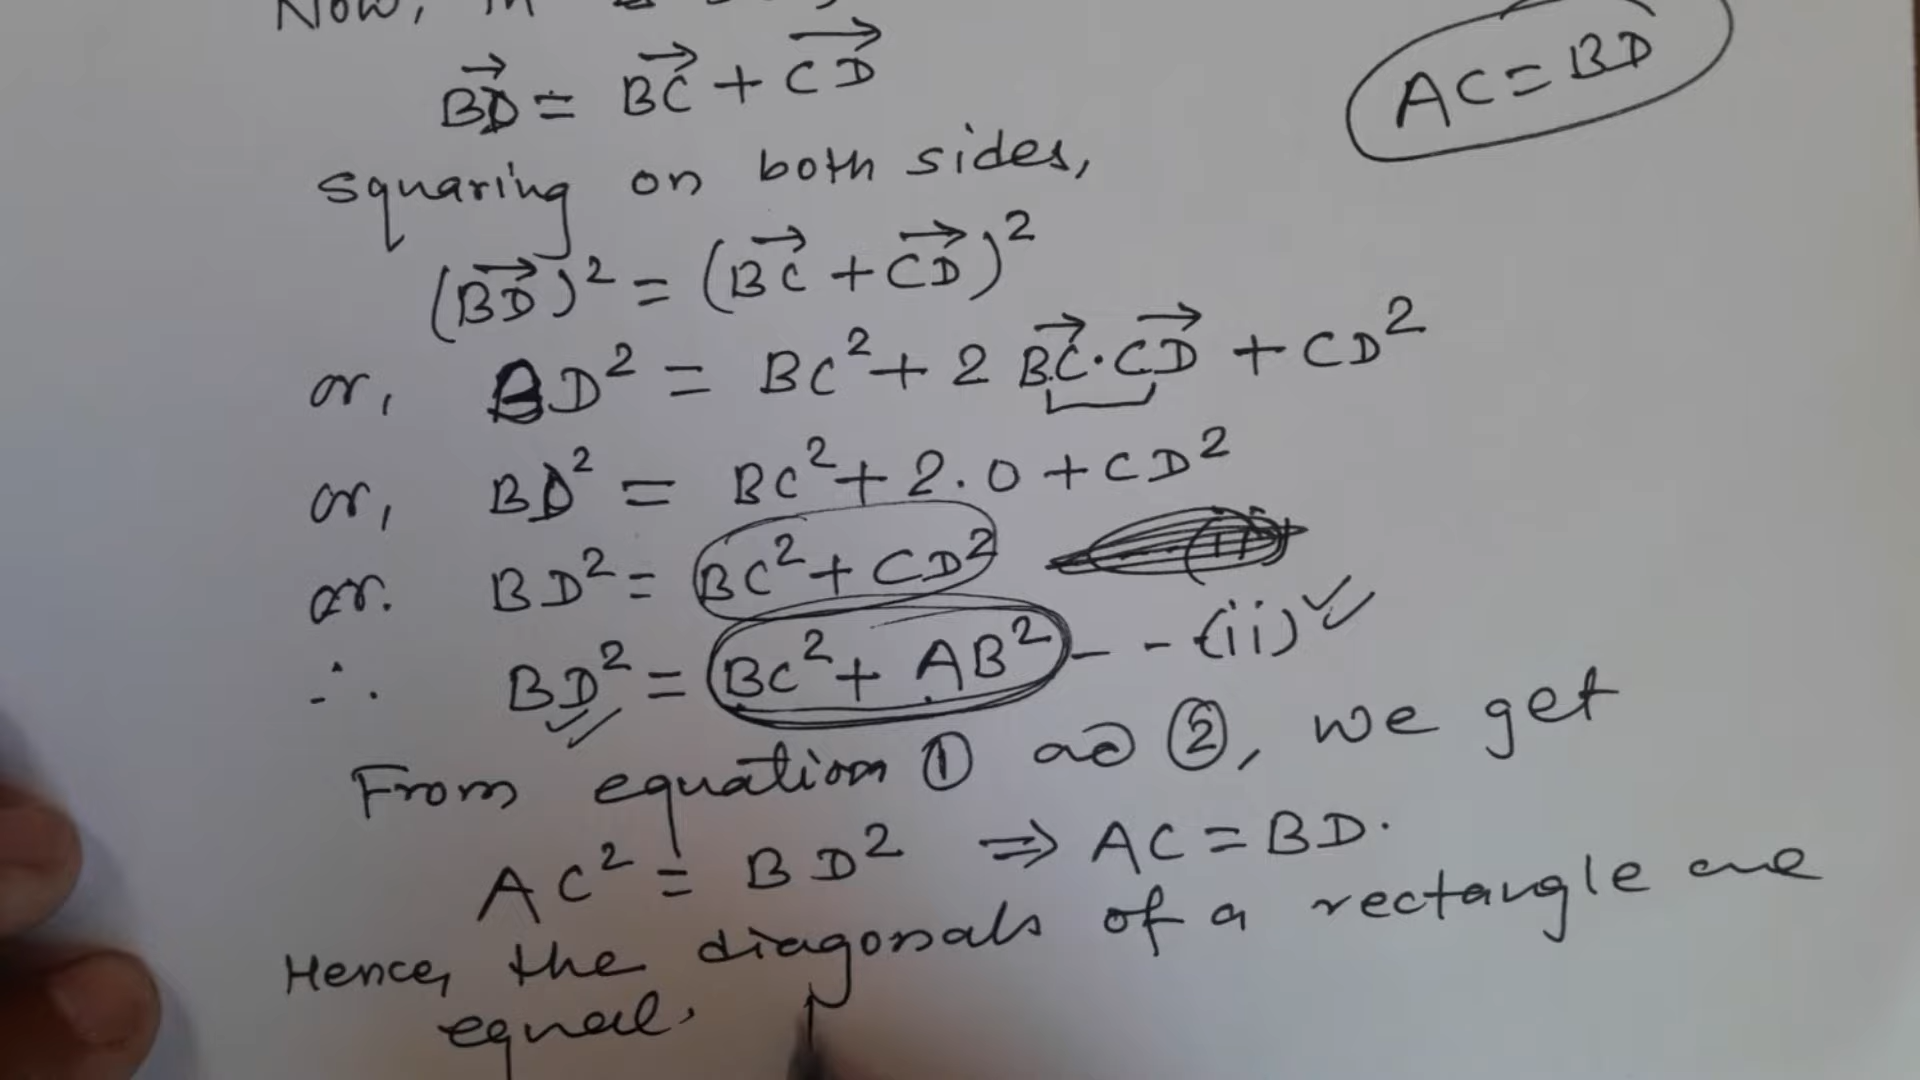 Now, in
AC = BD
BD→ = BC→ + CD→
squaring on both sides,
(BD→)² = (BC→ + CD→)²
or, BD² = BC² + 2 BC→ · CD→ + CD²
or, BD² = BC² + 2.0 + CD²
or. BD² = BC² + CD²
∴ BD² = BC² + AB² - - (ii)
From equation ① and ②, we get
AC² = BD² ⇒ AC = BD.
Hence, the diagonals of a rectangle are
equal.